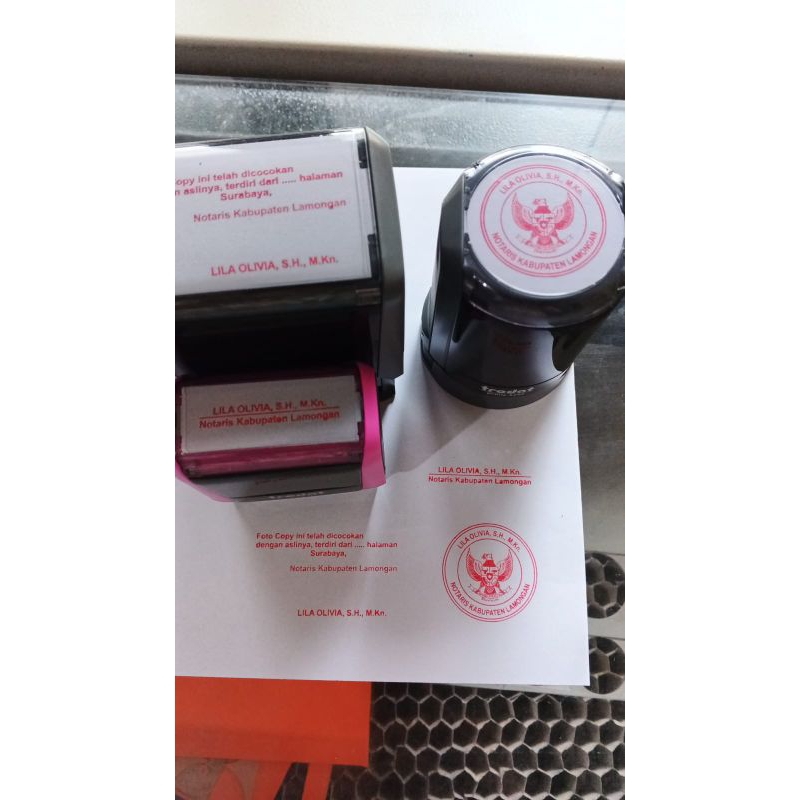 Copy ini telah dicocokan
n aslinya, terdiri dari ..... halaman
Surabaya,
Notaris Kabupaten Lamongan
LILA OLIVIA, S.H., M.Kn.
LILA OLIVIA, S.H., M.Kn.
Notaris Kabupaten Lamongan
trodat
LILA OLIVIA, S.H., M.Kn.
NOTARIS KABUPATEN LAMONGAN
trodat
LILA OLIVIA, S.H., M.Kn.
Notaris Kabupaten Lamongan
Foto Copy ini telah dicocokan
dengan aslinya, terdiri dari ..... halaman
Surabaya,
Notaris Kabupaten Lamongan
LILA OLIVIA, S.H., M.Kn.
LILA OLIVIA, S.H., M.Kn.
NOTARIS KABUPATEN LAMONGAN